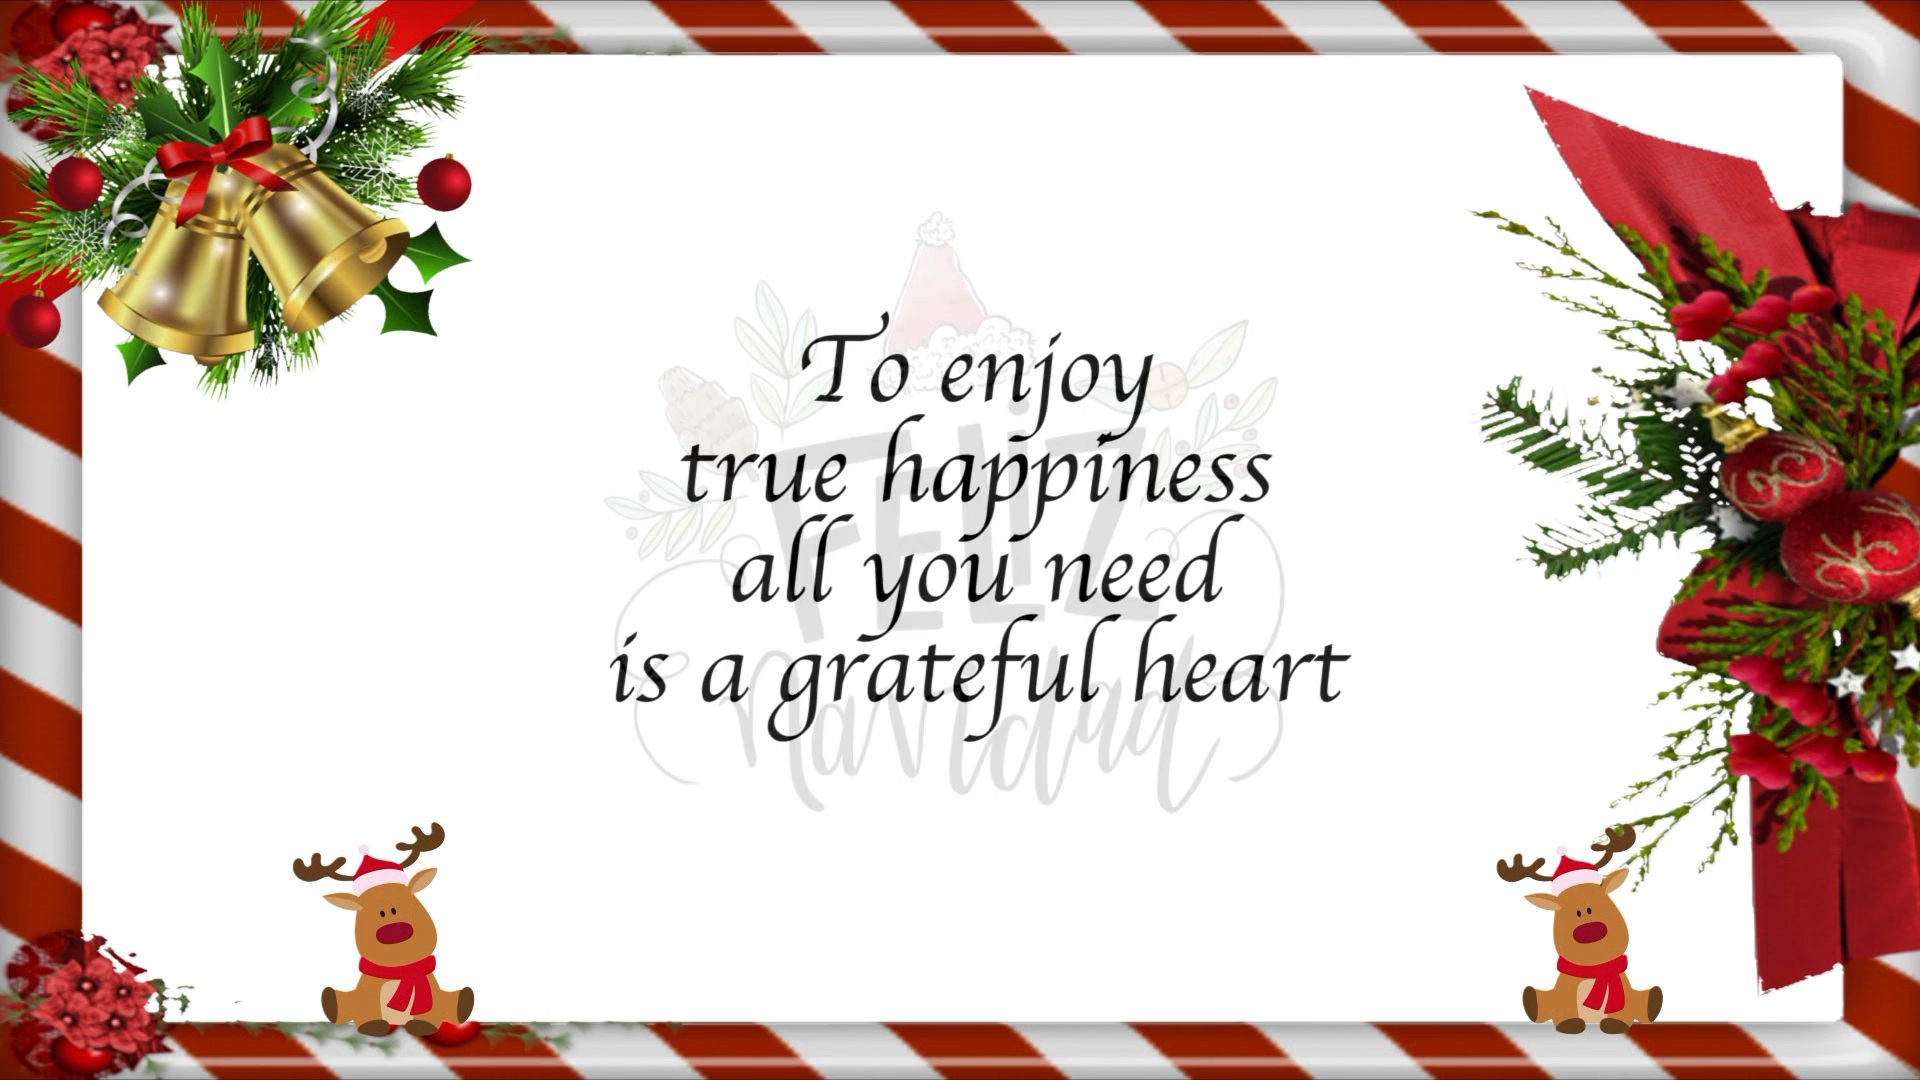 To enjoy
true happiness
all you need
is a grateful heart
FELIZ
Navidad